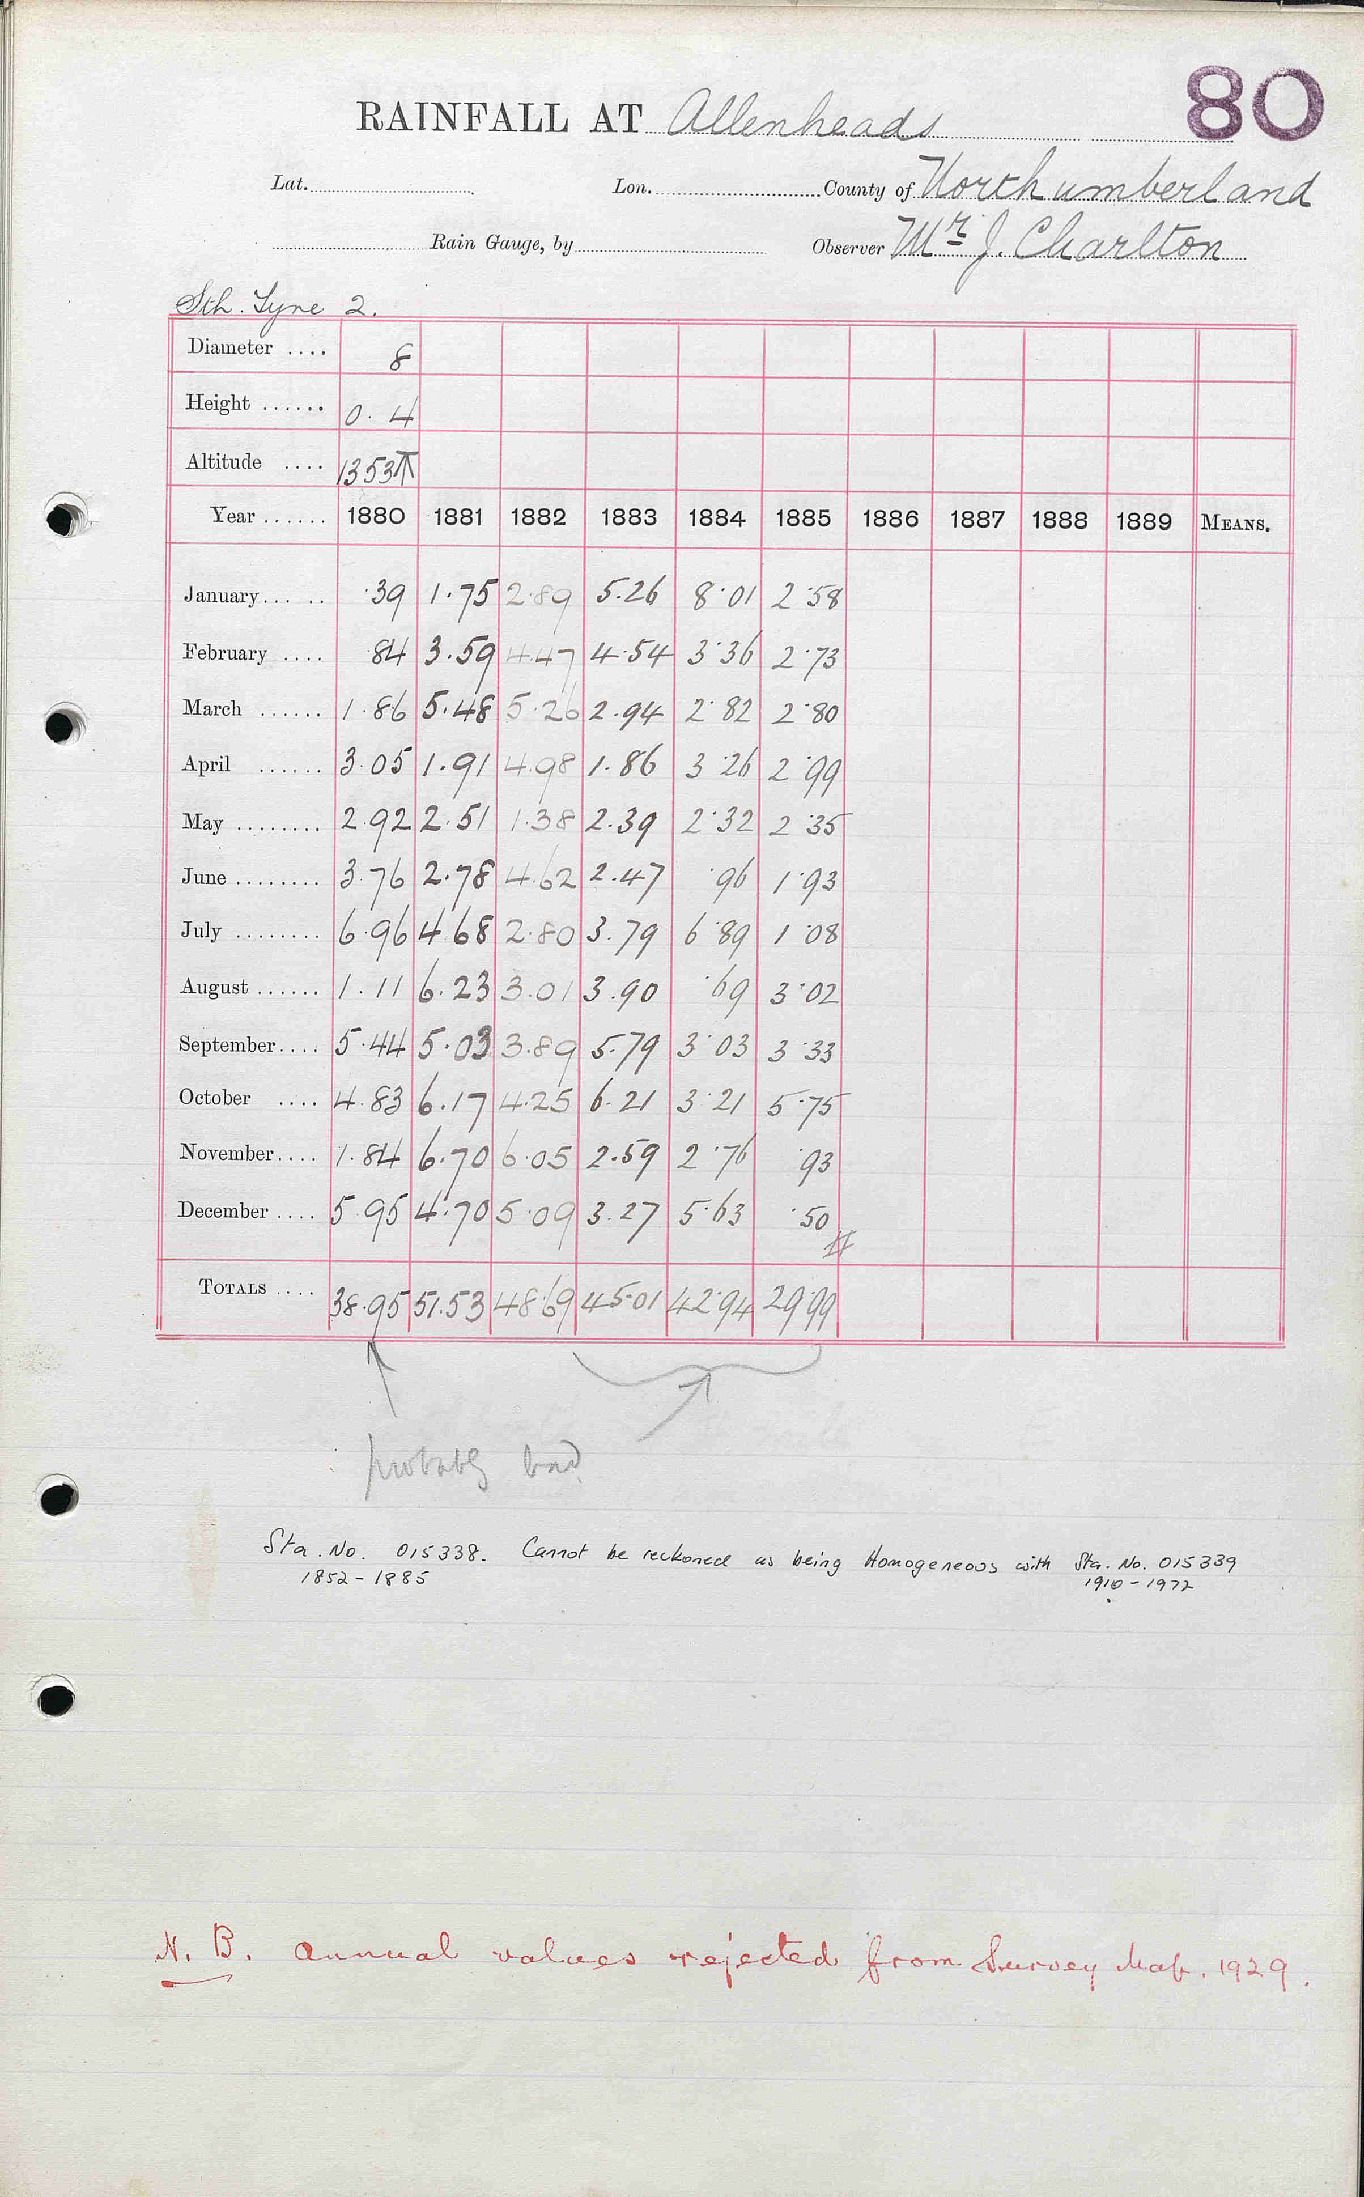 80
RAINFALL AT Allenheads
Lat. Lon. County of Northumberland
Rain Gauge, by Observer Mr J. Charlton
Sth. Tyne 2.
Diameter .... 8
Height ...... 0. 4
Altitude .... 1353
Year ...... 1880 1881 1882 1883 1884 1885 1886 1887 1888 1889 MEANS.
January...... ·39 1.75 2.89 5.26 8·01 2·58
February .... ·84 3.59 4.47 4.54 3·36 2·73
March ...... 1.86 5.48 5.26 2.94 2·82 2·80
April ...... 3.05 1.91 4.98 1.86 3·26 2·99
May ........ 2.92 2.51 1.38 2.39 2·32 2·35
June ........ 3.76 2.78 4.62 2.47 ·96 1·93
July ........ 6.96 4.68 2.80 3.79 6·89 1·08
August ...... 1.11 6.23 3.01 3.90 ·69 3·02
September.... 5.44 5.03 3.89 5.79 3·03 3·33
October .... 4.83 6.17 4.25 6.21 3·21 5·75
November.... 1.84 6.70 6.05 2.59 2·76 ·93
December .... 5.95 4.70 5.09 3.27 5·63 ·50
TOTALS .... 38.95 51.53 48.69 45.01 42·94 29·99
probably bad
Sta. No. 015338. Cannot be reckoned as being Homogeneous with Sta. No. 015339
1852 - 1885 1910 - 1972
N. B. Annual values rejected from Survey Map. 1929.